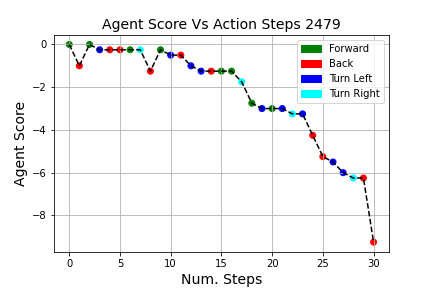 Agent Score Vs Action Steps 2479
Agent Score
0
−2
−4
−6
−8
Forward
Back
Turn Left
Turn Right
0 5 10 15 20 25 30
Num. Steps